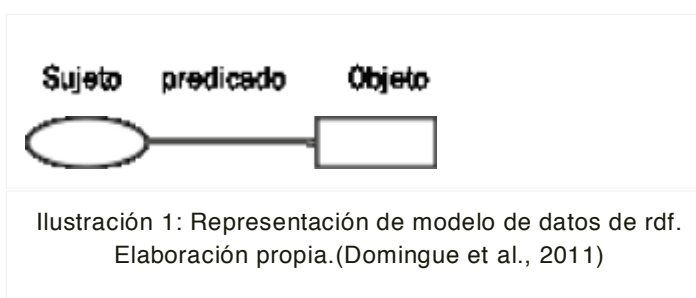 Sujeto predicado Objeto
Ilustración 1: Representación de modelo de datos de rdf.
Elaboración propia.(Domingue et al., 2011)